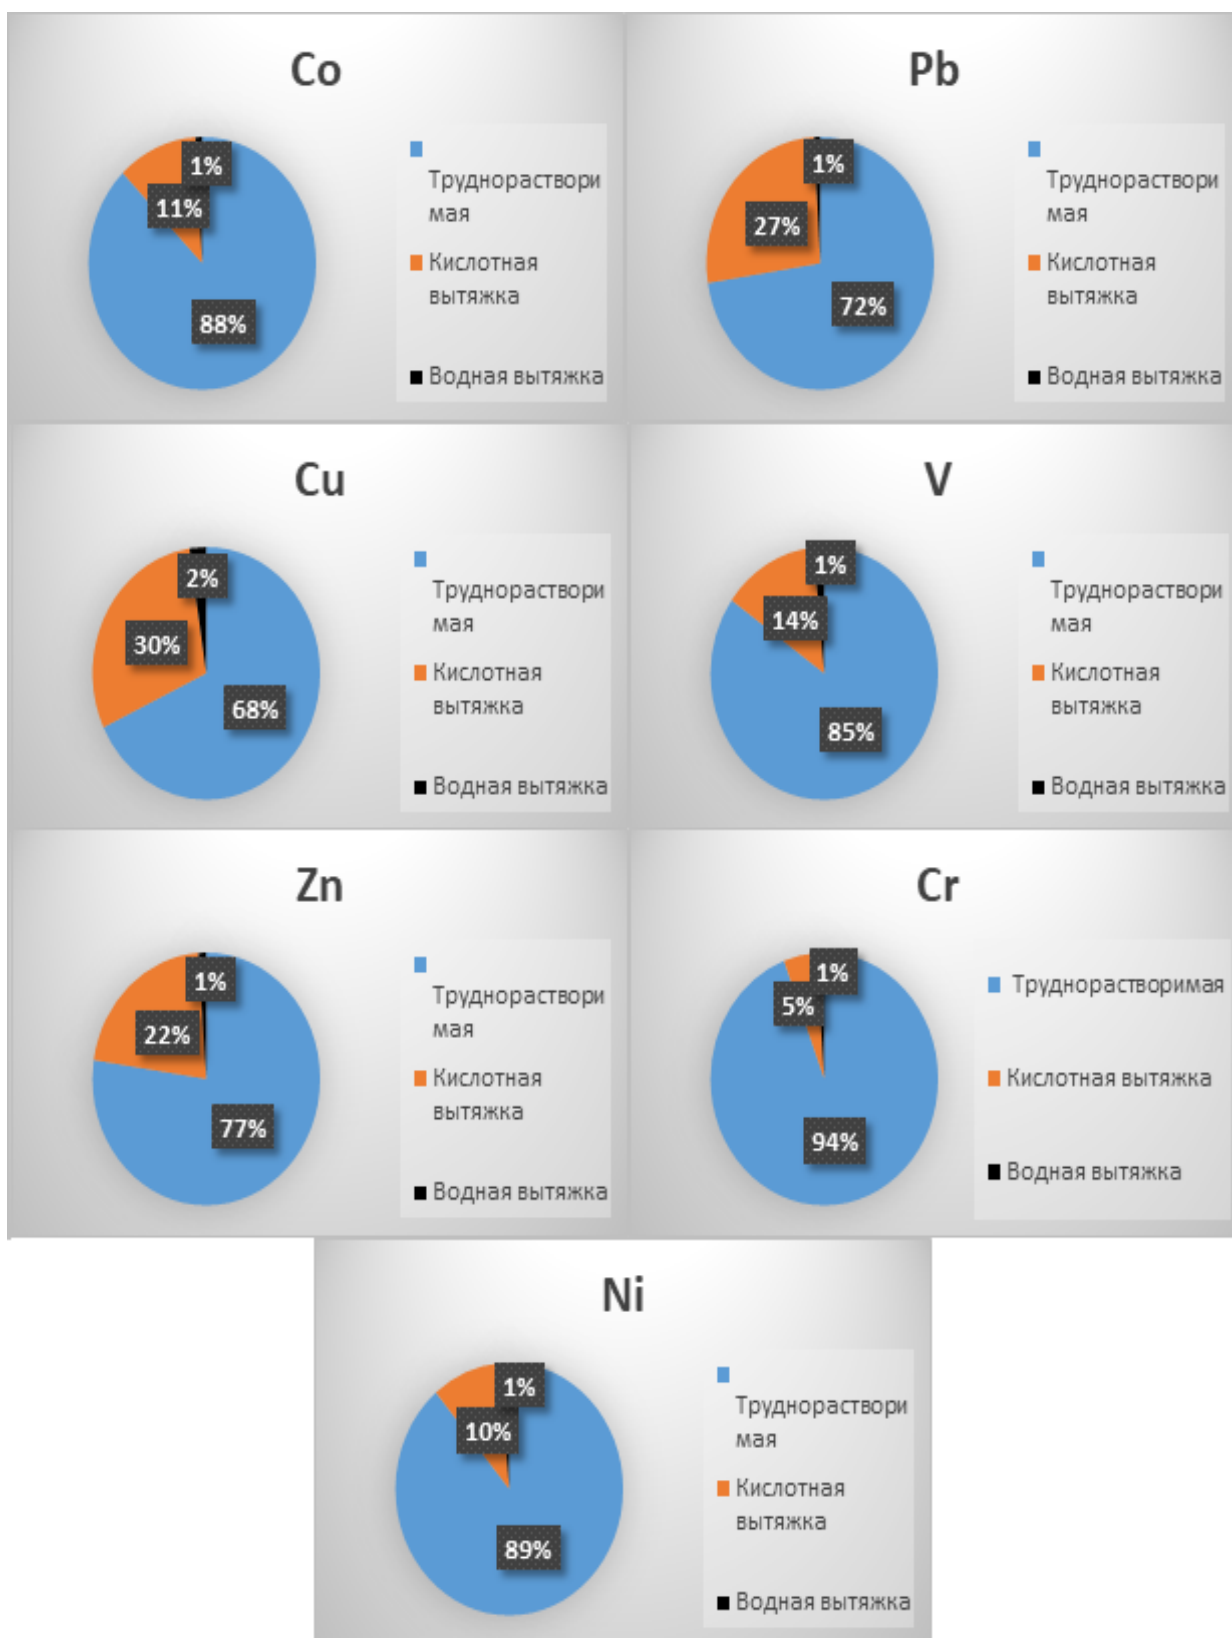 Co
1%
11%
88%
Труднораствори
мая
Кислотная
вытяжка
Водная вытяжка
Pb
1%
27%
72%
Труднораствори
мая
Кислотная
вытяжка
Водная вытяжка
Cu
2%
30%
68%
Труднораствори
мая
Кислотная
вытяжка
Водная вытяжка
V
1%
14%
85%
Труднораствори
мая
Кислотная
вытяжка
Водная вытяжка
Zn
1%
22%
77%
Труднораствори
мая
Кислотная
вытяжка
Водная вытяжка
Cr
1%
5%
94%
Труднорастворимая
Кислотная вытяжка
Водная вытяжка
Ni
1%
10%
89%
Труднораствори
мая
Кислотная
вытяжка
Водная вытяжка